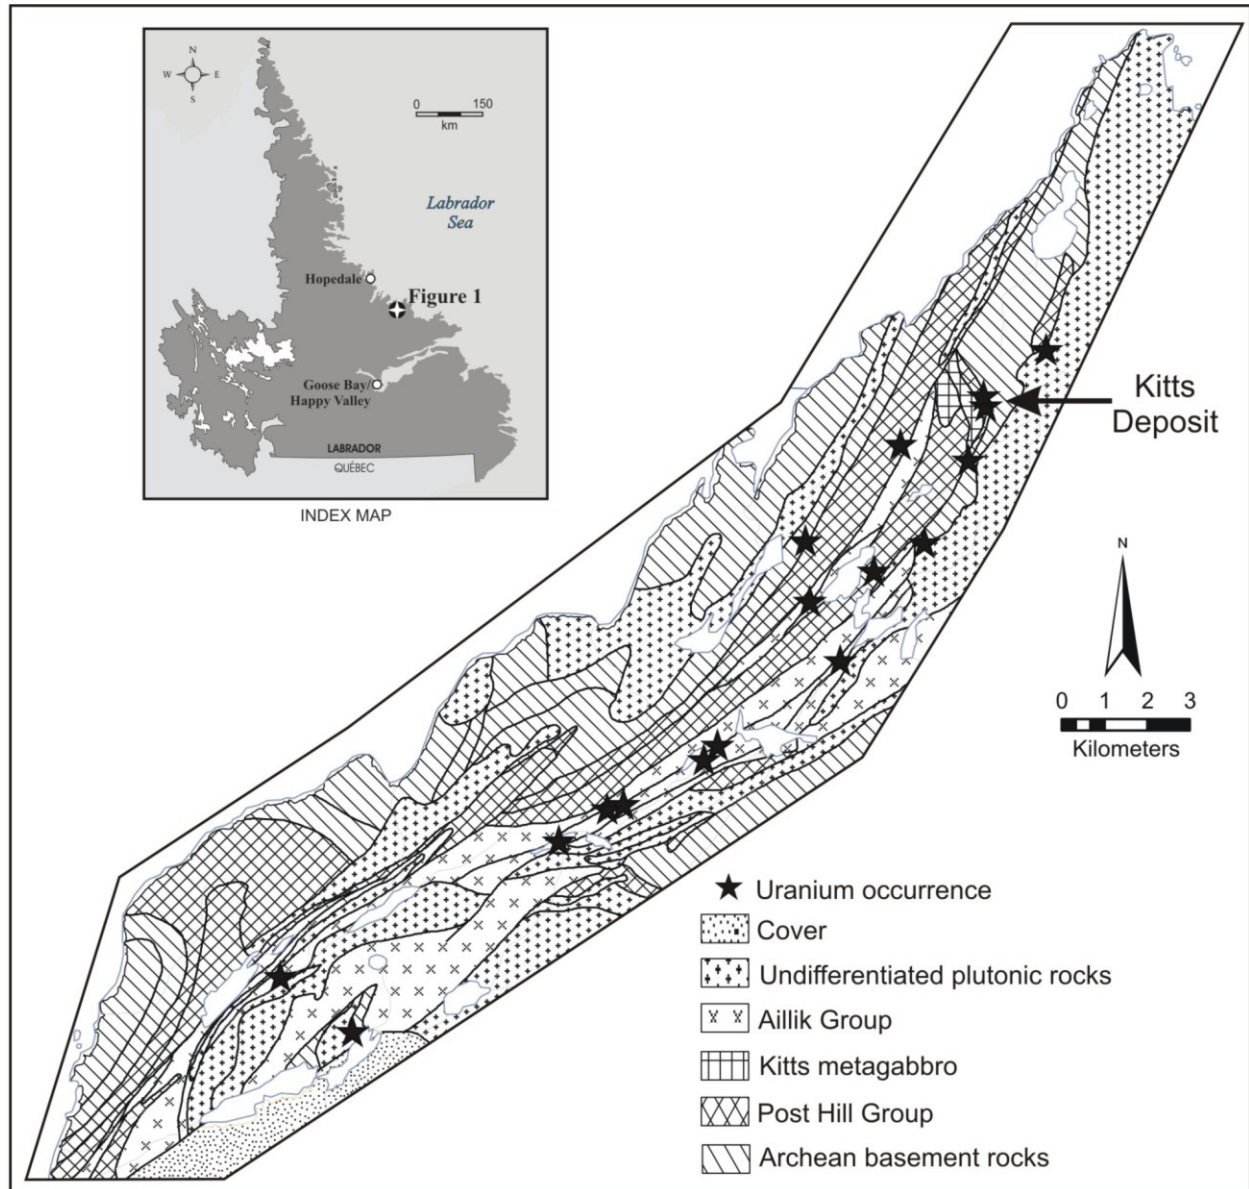 N
W E
S
0 150
km
Labrador
Sea
Hopedale
Figure 1
Goose Bay/
Happy Valley
LABRADOR
QUÉBEC
INDEX MAP
Kitts
Deposit
N
0 1 2 3
Kilometers
Uranium occurrence
Cover
Undifferentiated plutonic rocks
Aillik Group
Kitts metagabbro
Post Hill Group
Archean basement rocks